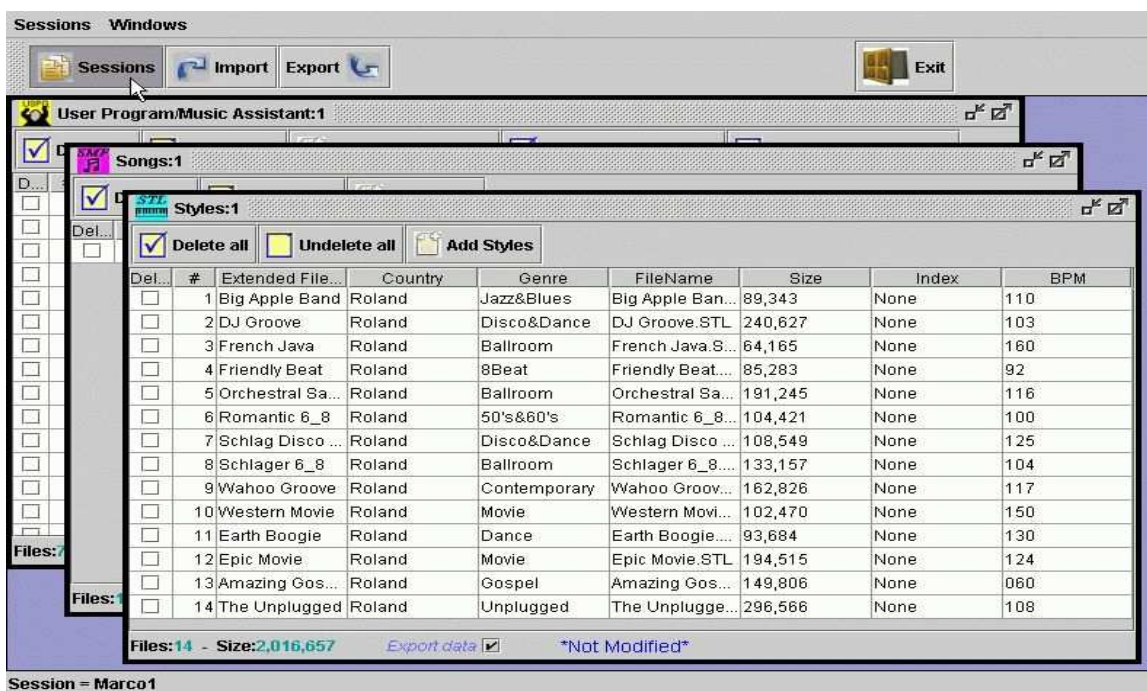 Sessions Windows
Sessions Import Export Exit
USPG User Program/Music Assistant:1
D
D...
Files:7
SMF Songs:1
D
Del...
Files:1
STL Styles:1
Delete all Undelete all Add Styles
Del... # Extended File... Country Genre FileName Size Index BPM
1 Big Apple Band Roland Jazz&Blues Big Apple Ban... 89,343 None 110
2 DJ Groove Roland Disco&Dance DJ Groove.STL 240,627 None 103
3 French Java Roland Ballroom French Java.S... 64,165 None 160
4 Friendly Beat Roland 8Beat Friendly Beat.... 85,283 None 92
5 Orchestral Sa... Roland Ballroom Orchestral Sa... 191,245 None 116
6 Romantic 6_8 Roland 50's&60's Romantic 6_8... 104,421 None 100
7 Schlag Disco ... Roland Disco&Dance Schlag Disco ... 108,549 None 125
8 Schlager 6_8 Roland Ballroom Schlager 6_8.... 133,157 None 104
9 Wahoo Groove Roland Contemporary Wahoo Groov... 162,826 None 117
10 Western Movie Roland Movie Western Movi... 102,470 None 150
11 Earth Boogie Roland Dance Earth Boogie.... 93,684 None 130
12 Epic Movie Roland Movie Epic Movie.STL 194,515 None 124
13 Amazing Gos... Roland Gospel Amazing Gos... 149,806 None 060
14 The Unplugged Roland Unplugged The Unplugge... 296,566 None 108
Files:14 - Size:2,016,657 Export data *Not Modified*
Session = Marco1